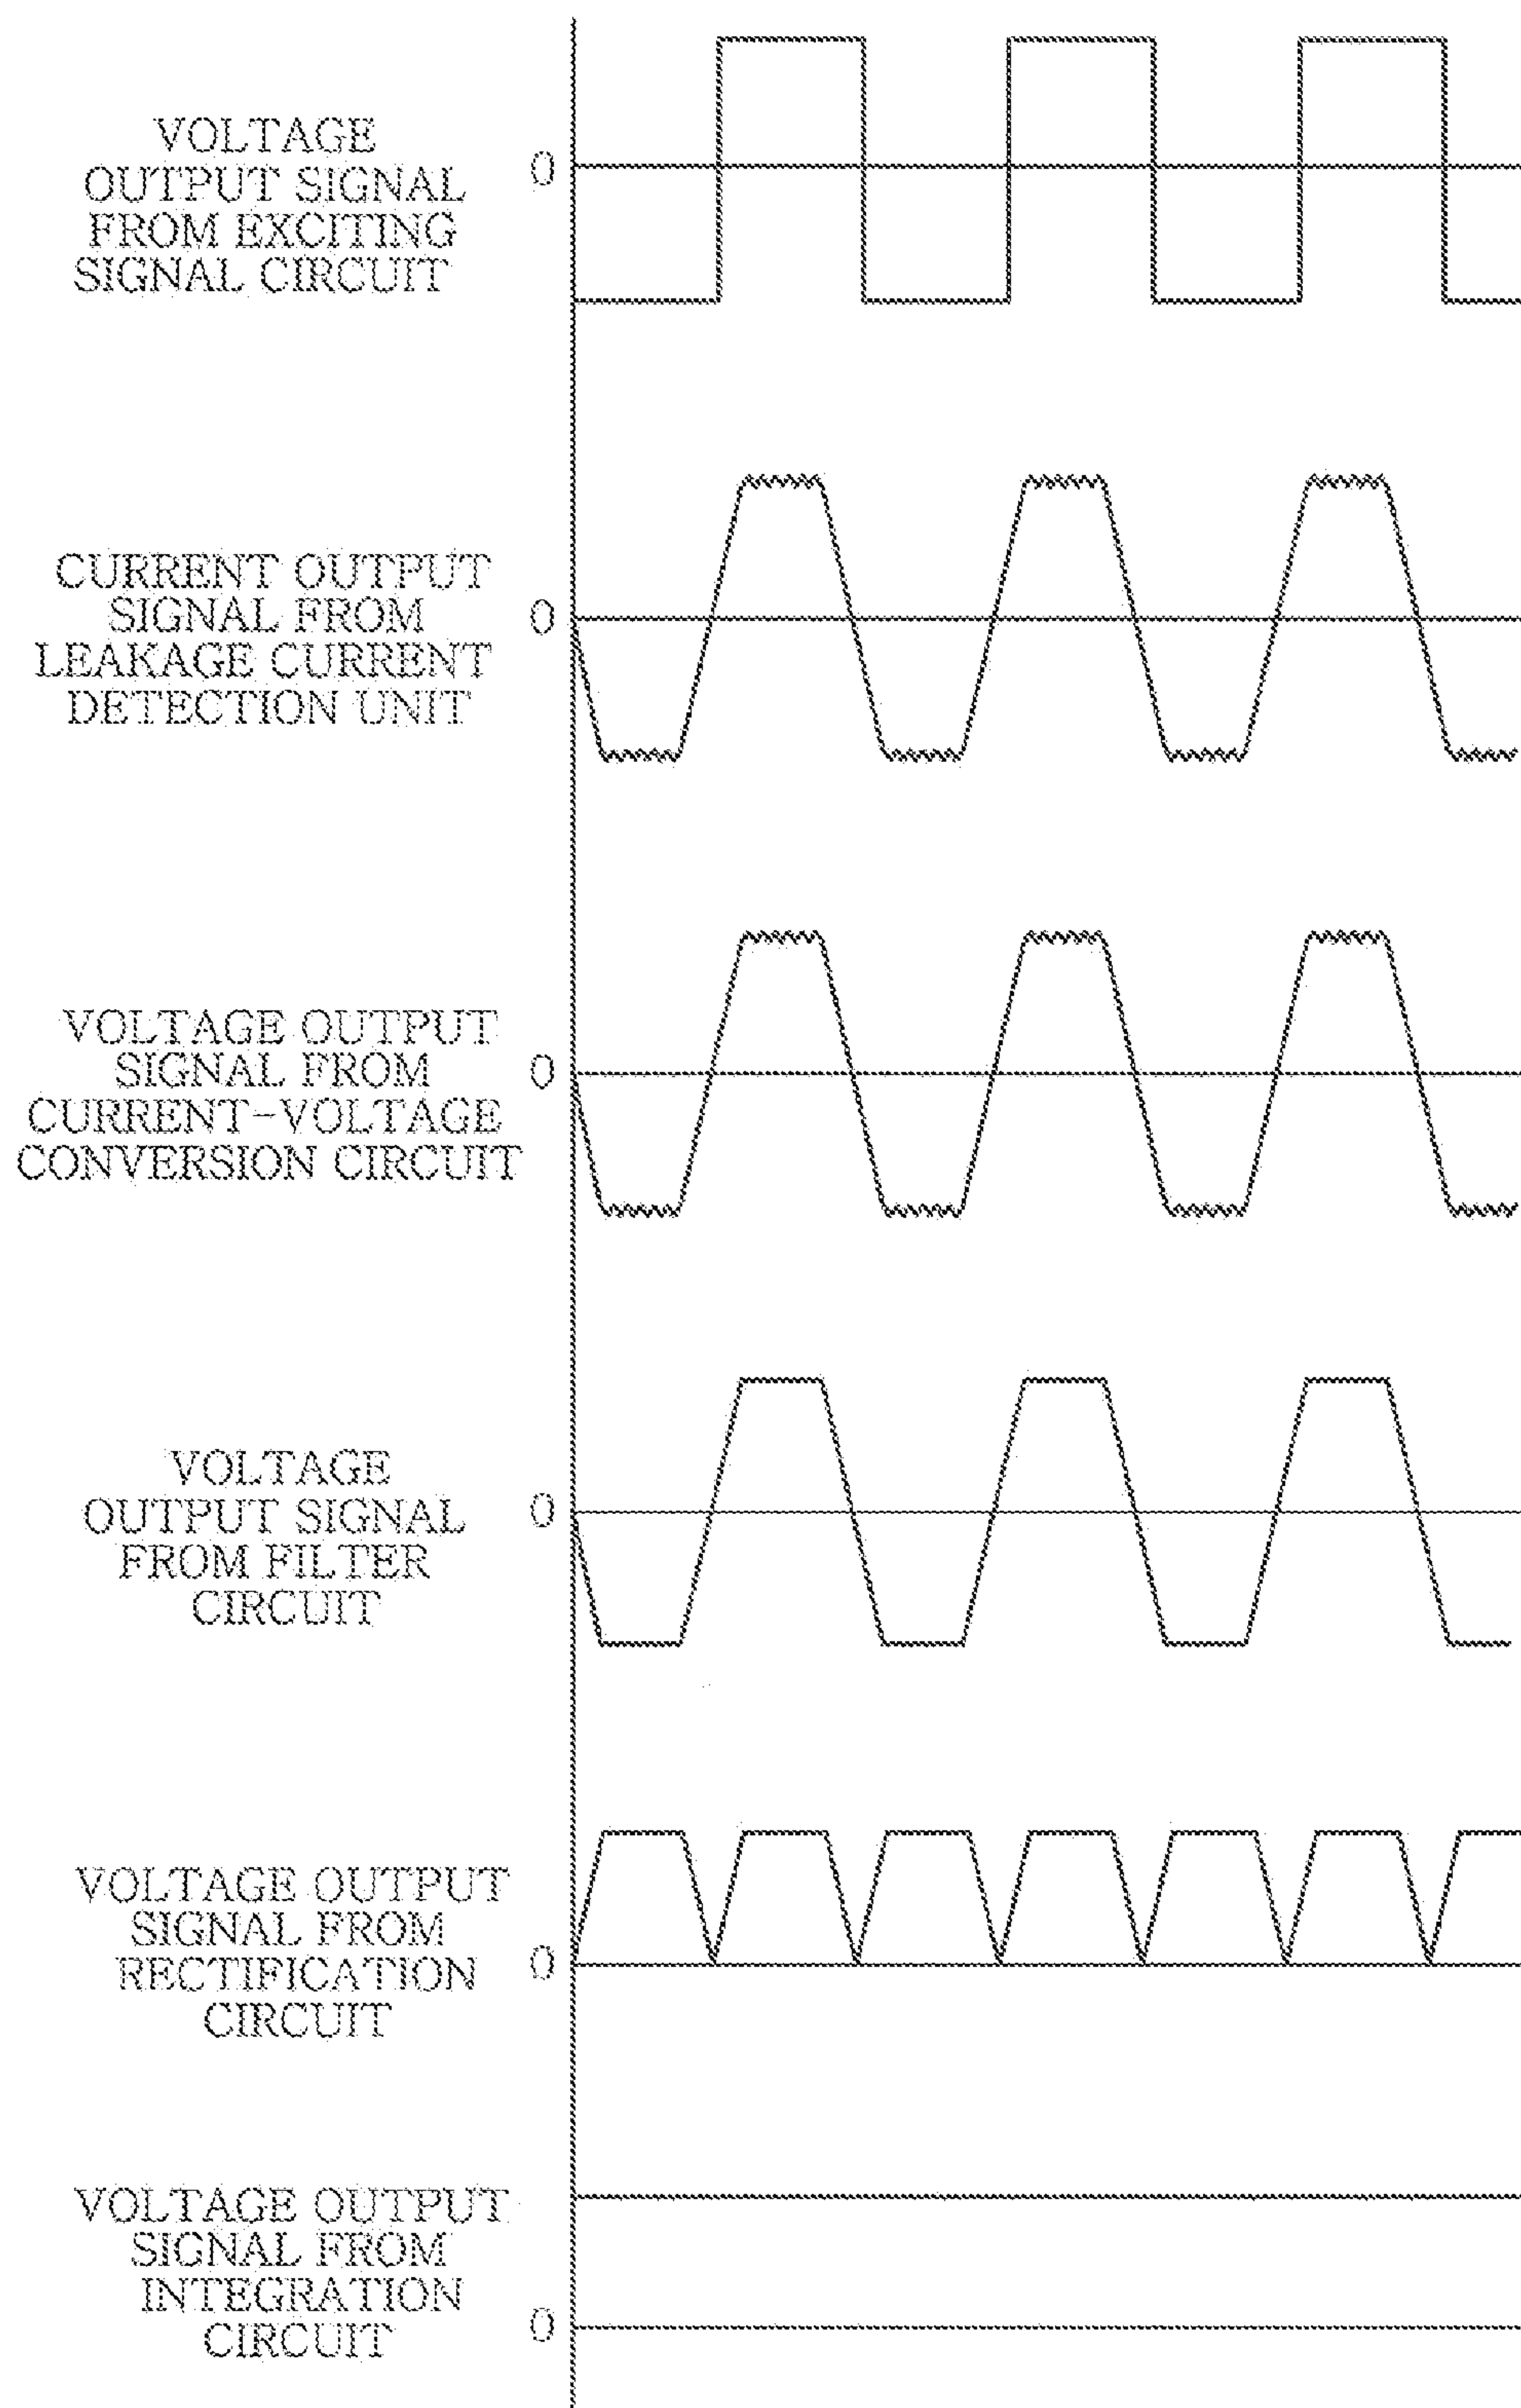 VOLTAGE
OUTPUT SIGNAL
FROM EXCITING
SIGNAL CIRCUIT
0
CURRENT OUTPUT
SIGNAL FROM
LEAKAGE CURRENT
DETECTION UNIT
0
VOLTAGE OUTPUT
SIGNAL FROM
CURRENT-VOLTAGE
CONVERSION CIRCUIT
0
VOLTAGE
OUTPUT SIGNAL
FROM FILTER
CIRCUIT
0
VOLTAGE OUTPUT
SIGNAL FROM
RECTIFICATION
CIRCUIT
0
VOLTAGE OUTPUT
SIGNAL FROM
INTEGRATION
CIRCUIT
0